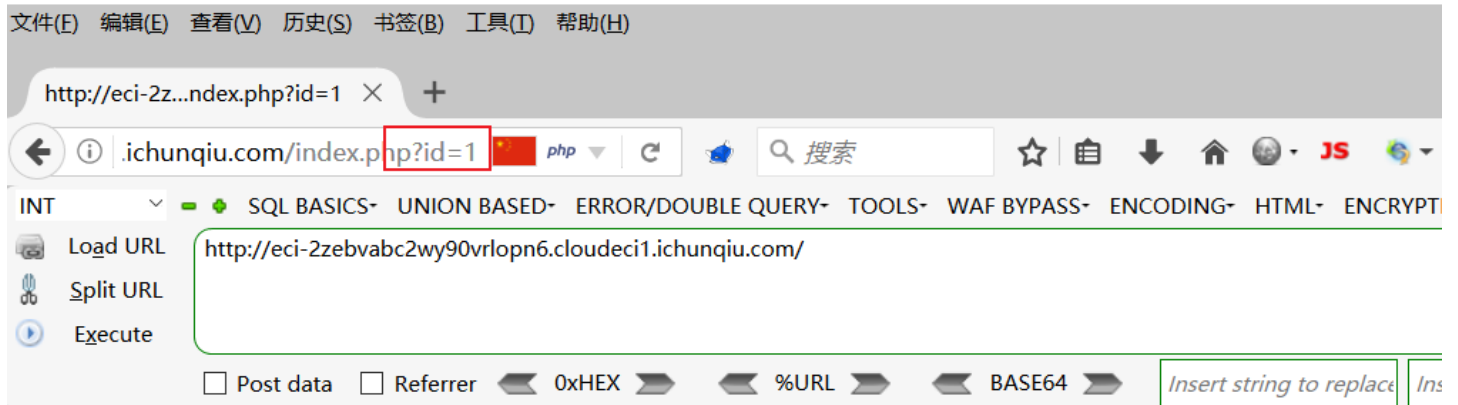 文件(F) 编辑(E) 查看(V) 历史(S) 书签(B) 工具(T) 帮助(H)
http://eci-2z...ndex.php?id=1
.ichunqiu.com/index.php?id=1 php 搜索 JS
INT SQL BASICS UNION BASED ERROR/DOUBLE QUERY TOOLS WAF BYPASS ENCODING HTML ENCRYPTI
Load URL http://eci-2zebvabc2wy90vrlopn6.cloudeci1.ichunqiu.com/
Split URL
Execute
Post data Referrer 0xHEX %URL BASE64 Insert string to replace Ins